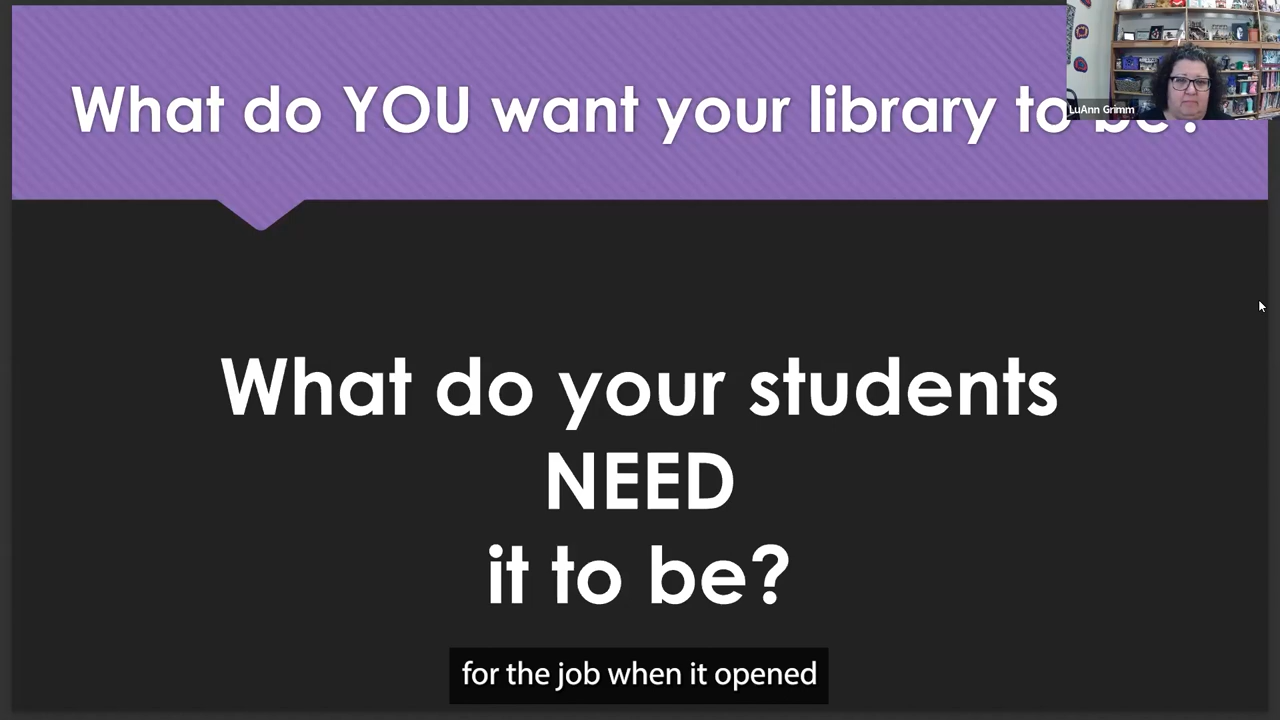 What do YOU want your library to be?
LuAnn Grimm
What do your students
NEED
it to be?
for the job when it opened